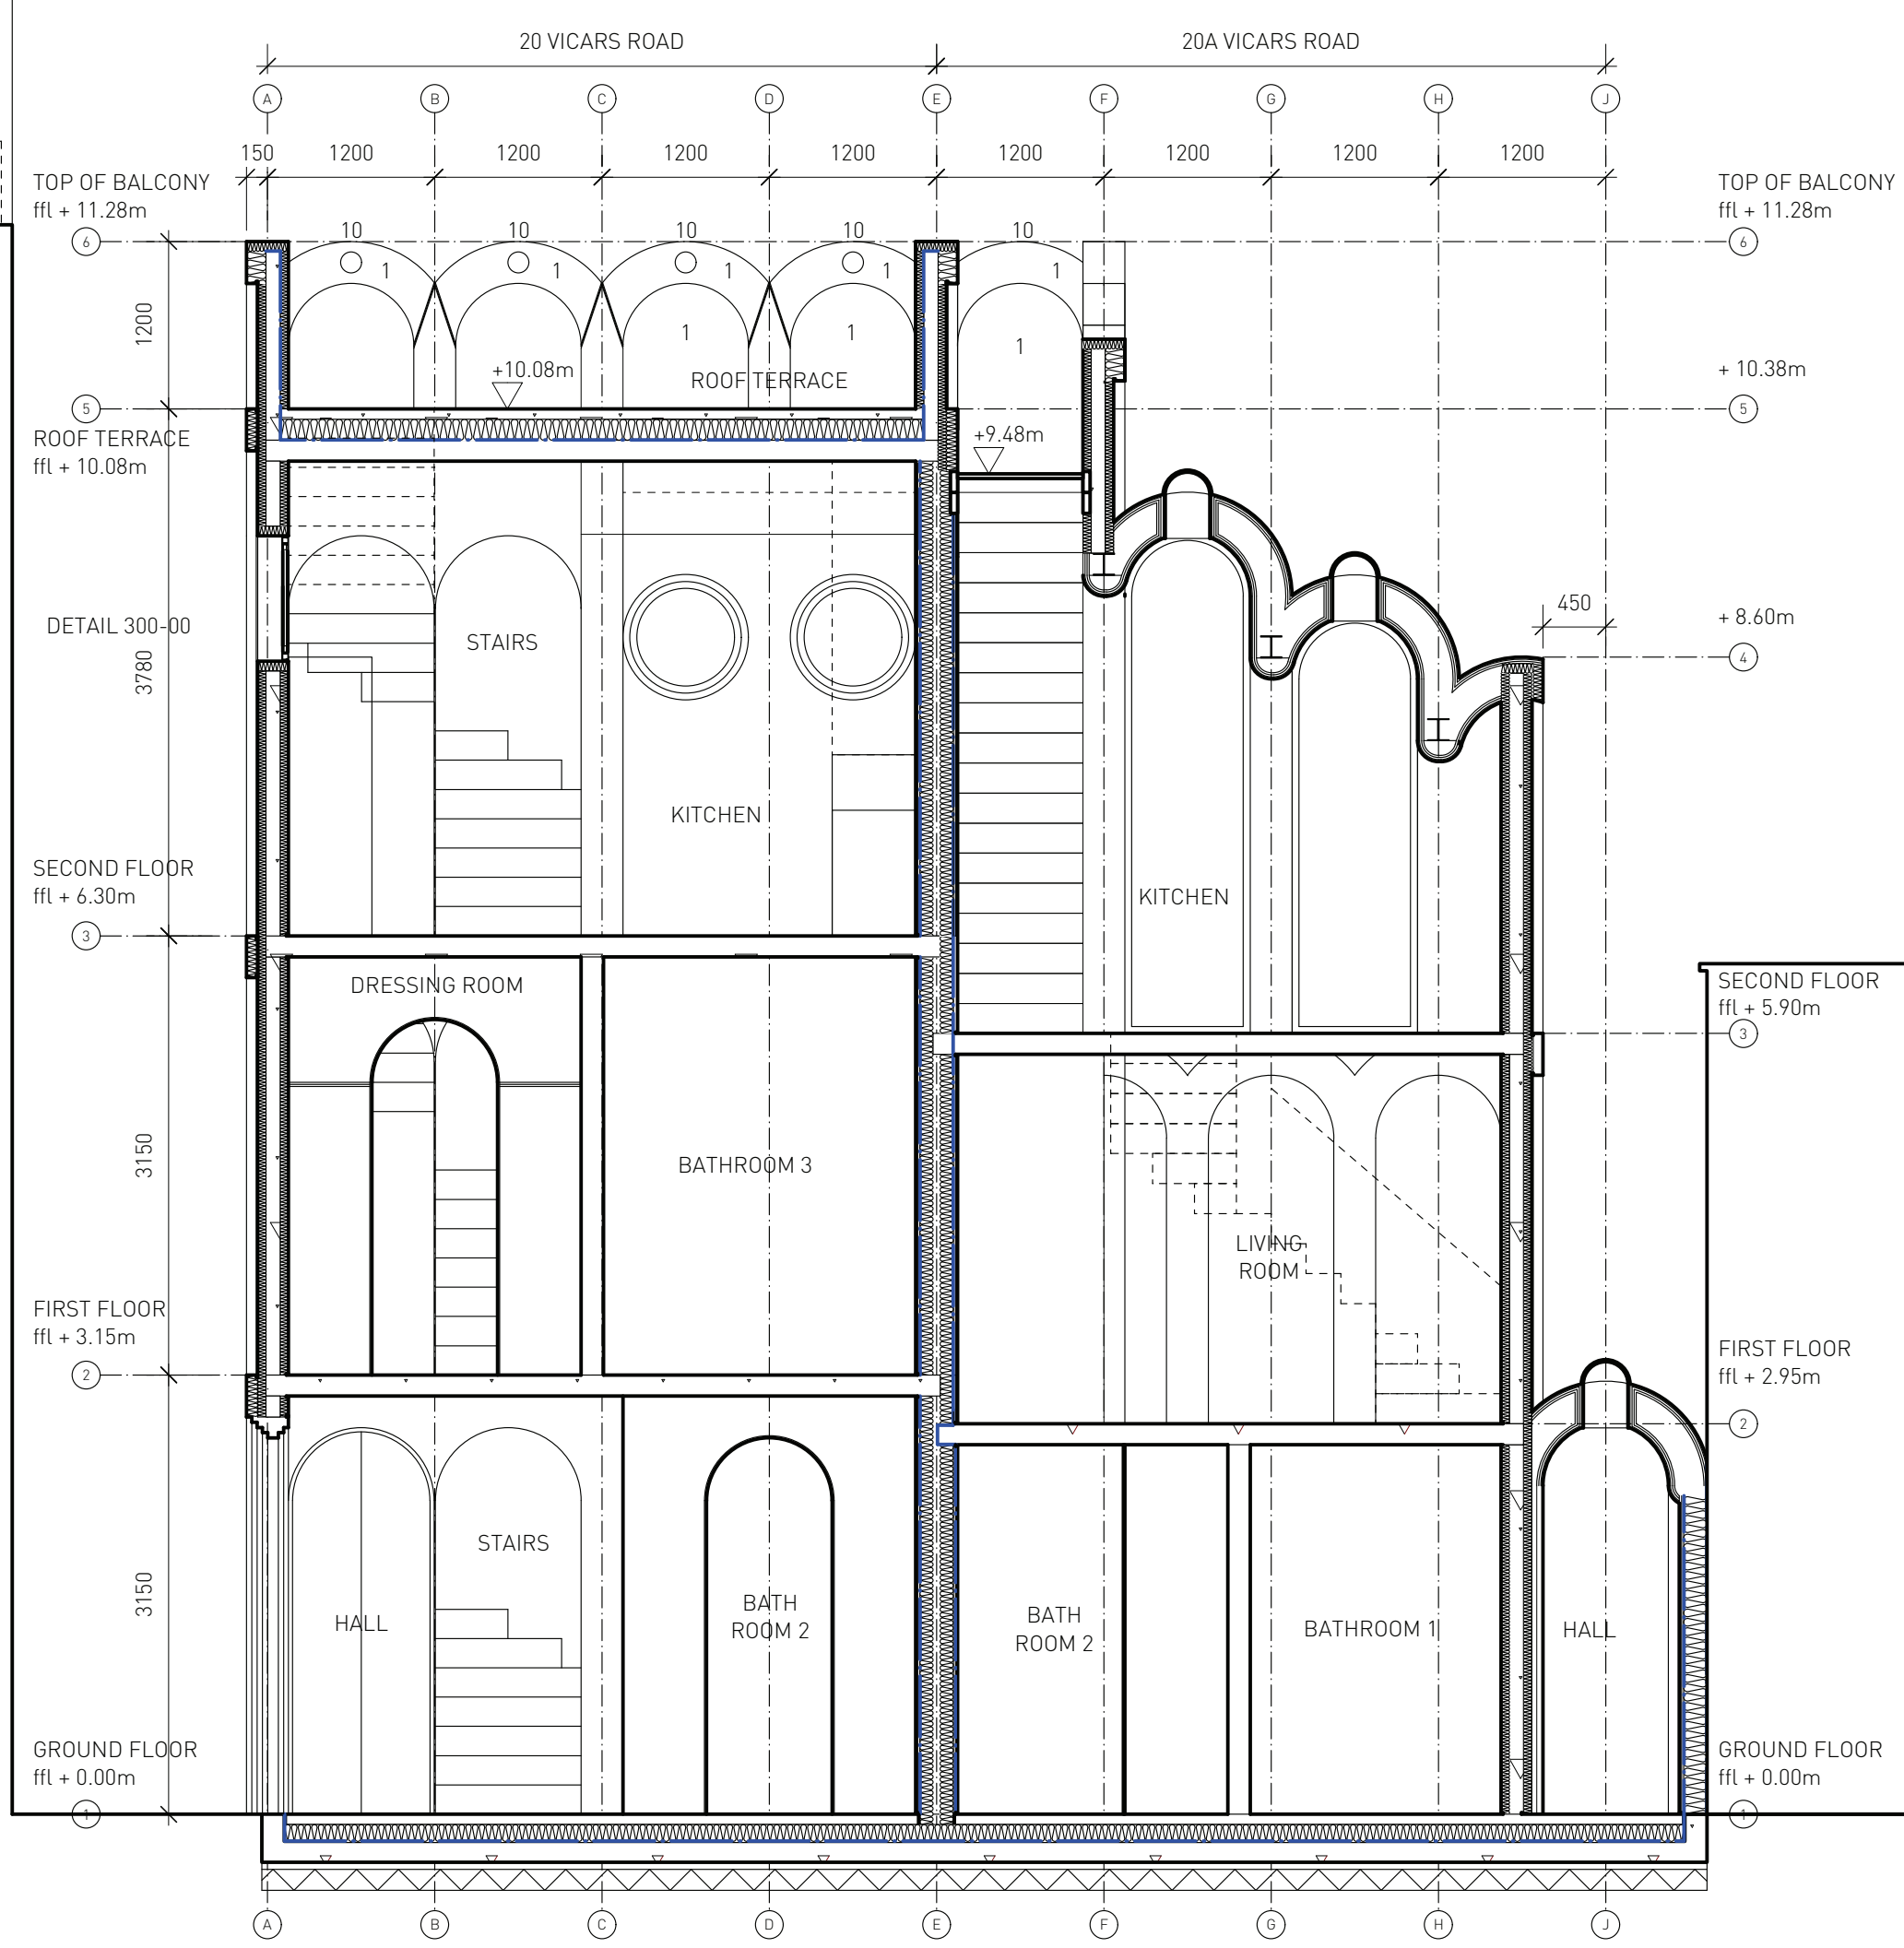 20 VICARS ROAD
20A VICARS ROAD
A B C D E F G H J
150 1200 1200 1200 1200 1200 1200 1200 1200
TOP OF BALCONY
ffl + 11.28m
6
TOP OF BALCONY
ffl + 11.28m
6
10 10 10 10 10
1 1 1 1 1
1 1 1
1200
+10.08m
ROOF TERRACE
+ 10.38m
5
5
ROOF TERRACE
ffl + 10.08m
+9.48m
450
+ 8.60m
4
DETAIL 300-00
3780
STAIRS
KITCHEN
KITCHEN
SECOND FLOOR
ffl + 6.30m
3
DRESSING ROOM
SECOND FLOOR
ffl + 5.90m
3
3150
BATHROOM 3
LIVING
ROOM
FIRST FLOOR
ffl + 3.15m
2
FIRST FLOOR
ffl + 2.95m
2
3150
STAIRS
HALL
BATH
ROOM 2
BATH
ROOM 2
BATHROOM 1
HALL
GROUND FLOOR
ffl + 0.00m
1
GROUND FLOOR
ffl + 0.00m
1
A B C D E F G H J